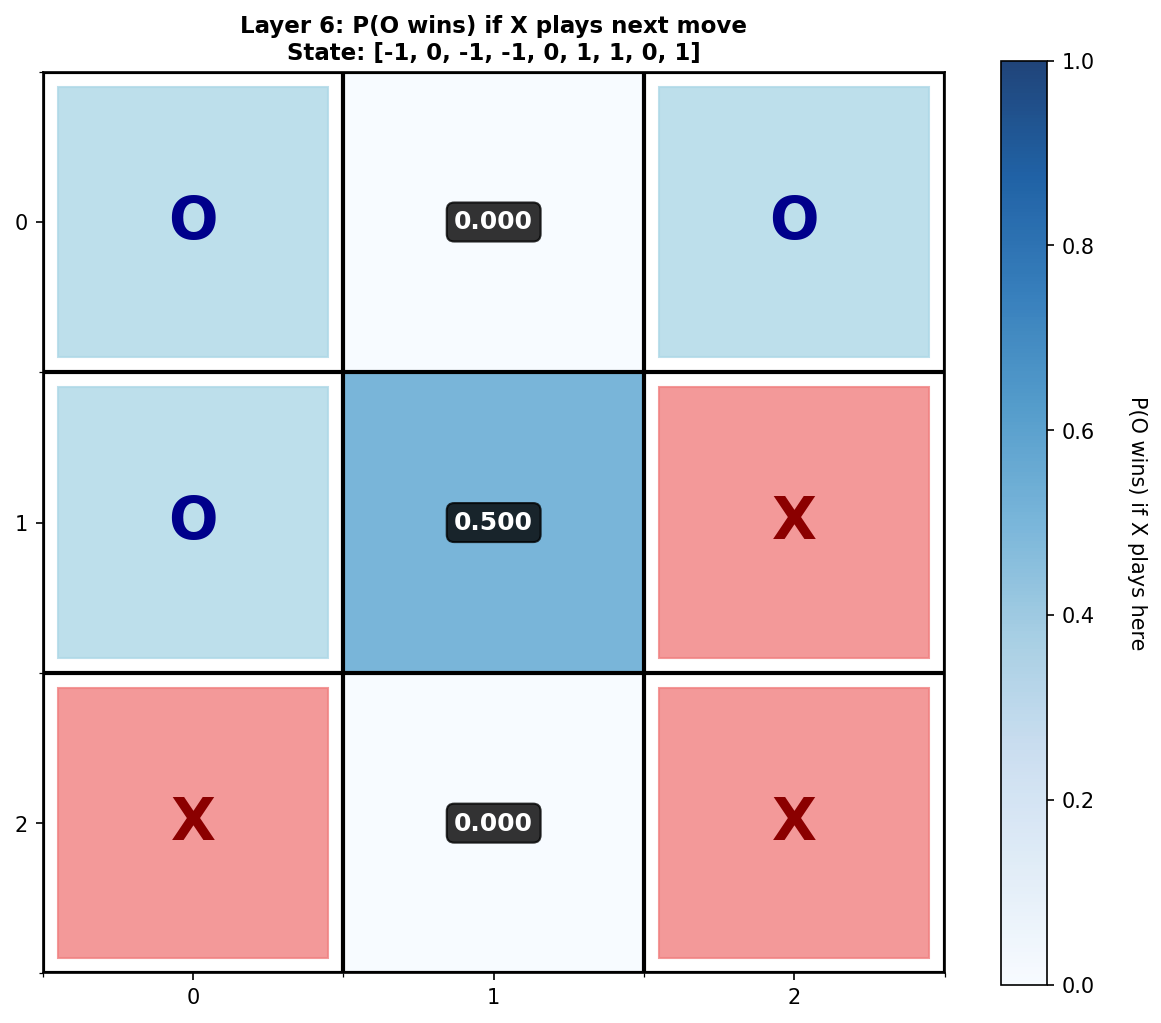 Layer 6: P(O wins) if X plays next move
State: [-1, 0, -1, -1, 0, 1, 1, 0, 1]
0
O
0.000
O
1
O
0.500
X
2
X
0.000
X
0
1
2
1.0
0.8
0.6
0.4
0.2
0.0
P(O wins) if X plays here